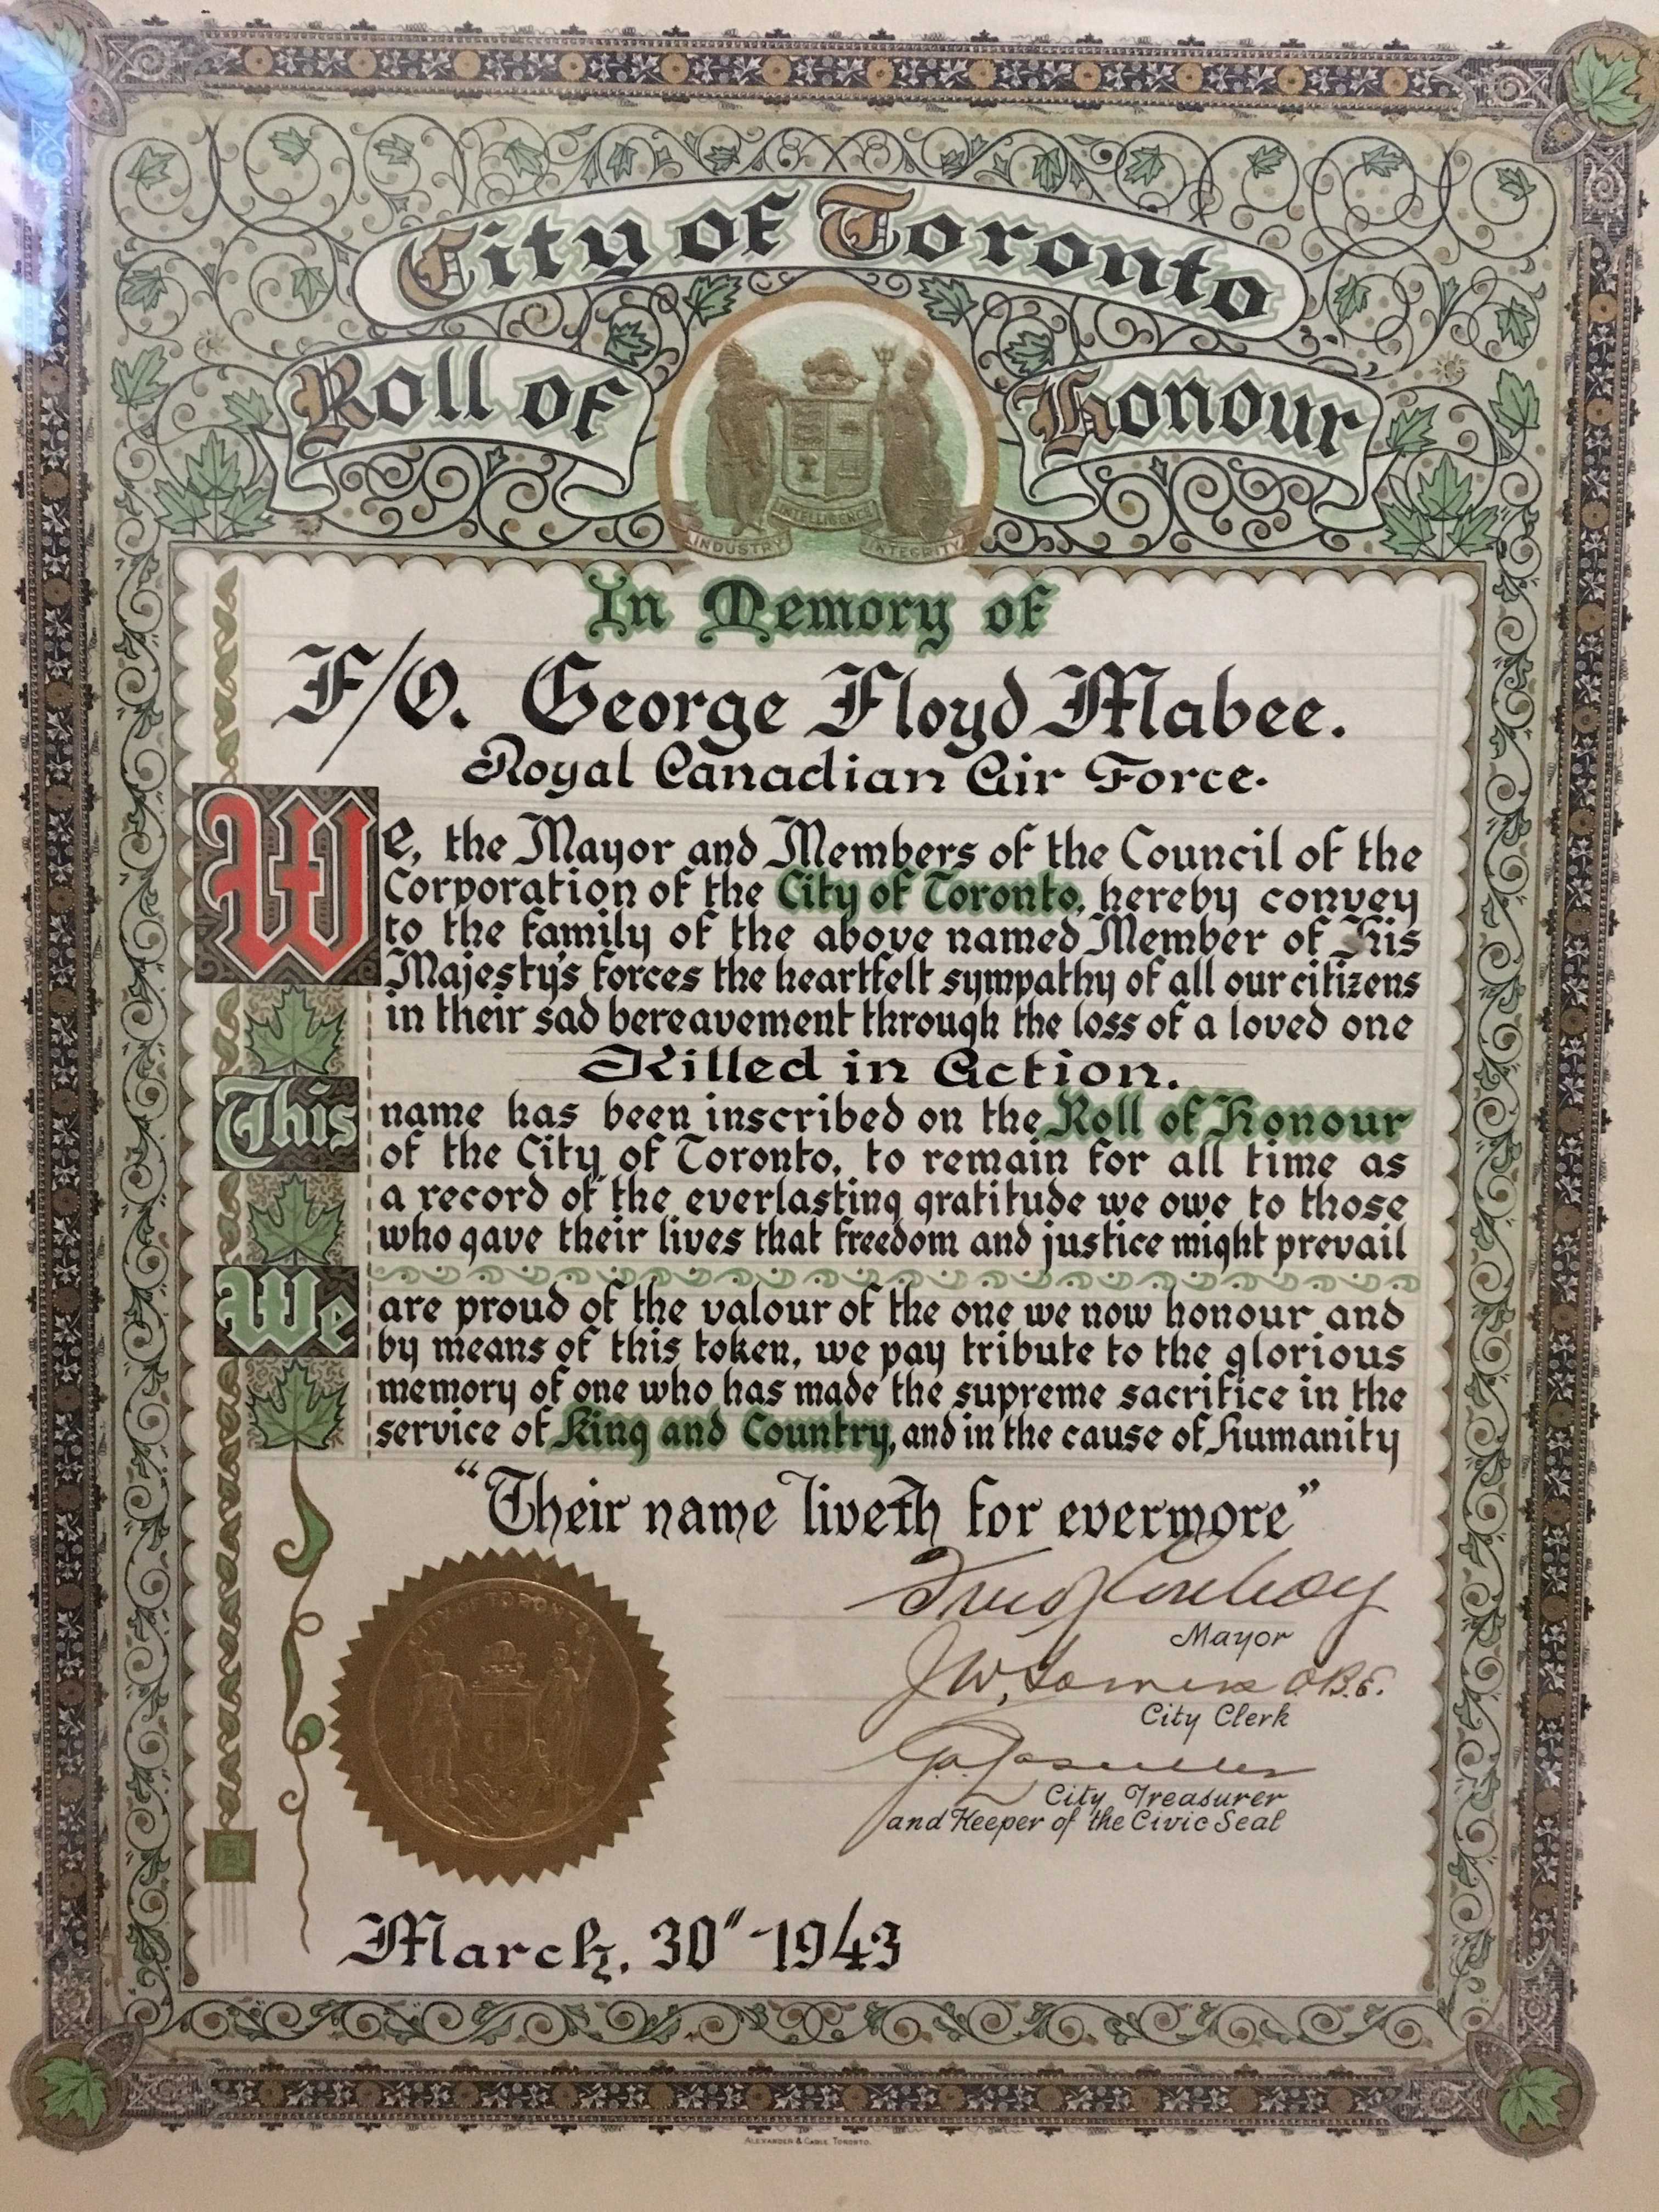 City of Toronto
Roll of Honour
INTELLIGENCE
INDUSTRY INTEGRITY
In Memory of
F/O. George Floyd Mabee.
Royal Canadian Air Force.
We, the Mayor and Members of the Council of the
Corporation of the City of Toronto, hereby convey
to the family of the above named Member of His
Majesty's forces the heartfelt sympathy of all our citizens
in their sad bereavement through the loss of a loved one
Killed in Action.
This name has been inscribed on the Roll of Honour
of the City of Toronto, to remain for all time as
a record of the everlasting gratitude we owe to those
who gave their lives that freedom and justice might prevail
We are proud of the valour of the one we now honour and
by means of this token, we pay tribute to the glorious
memory of one who has made the supreme sacrifice in the
service of King and Country, and in the cause of Humanity
"Their name liveth for evermore"
Fred J Conboy
Mayor
J. W. Somers O.B.E.
City Clerk
City Treasurer
and Keeper of the Civic Seal
CITY OF TORONTO
March, 30" - 1943
ALEXANDER & CABLE TORONTO.